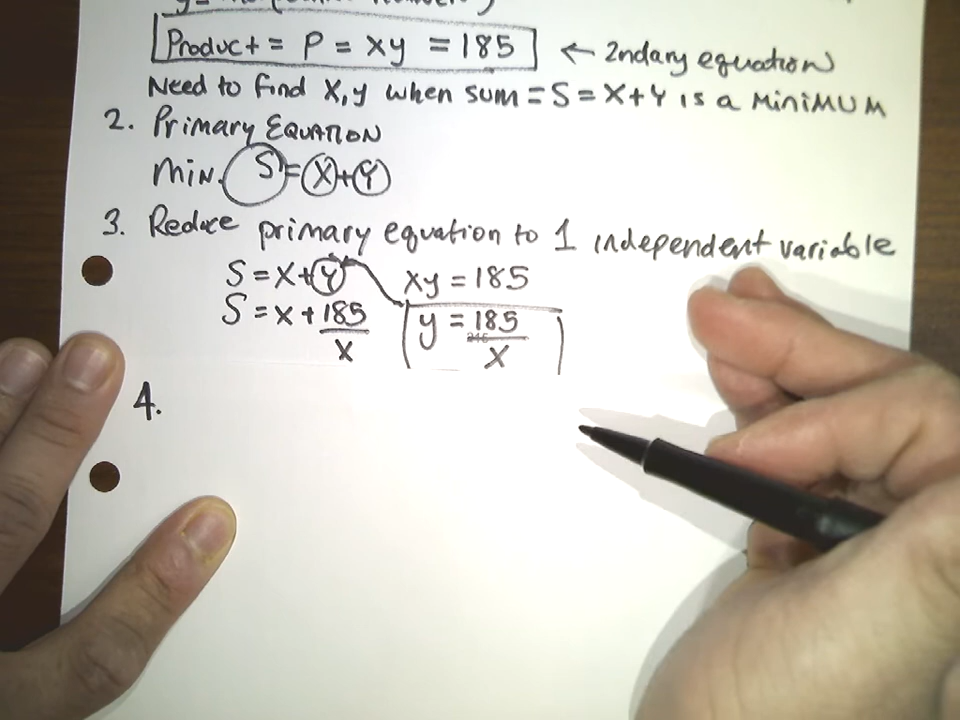 Product = P = xy = 185 ← 2ndary equation
Need to find x,y when sum = S = X+Y is a MINIMUM
2. Primary EQUATION
MIN. S = X+Y
3. Reduce primary equation to 1 independent variable
S = X+Y xy = 185
S = x + 185/x y = 185/x
4.